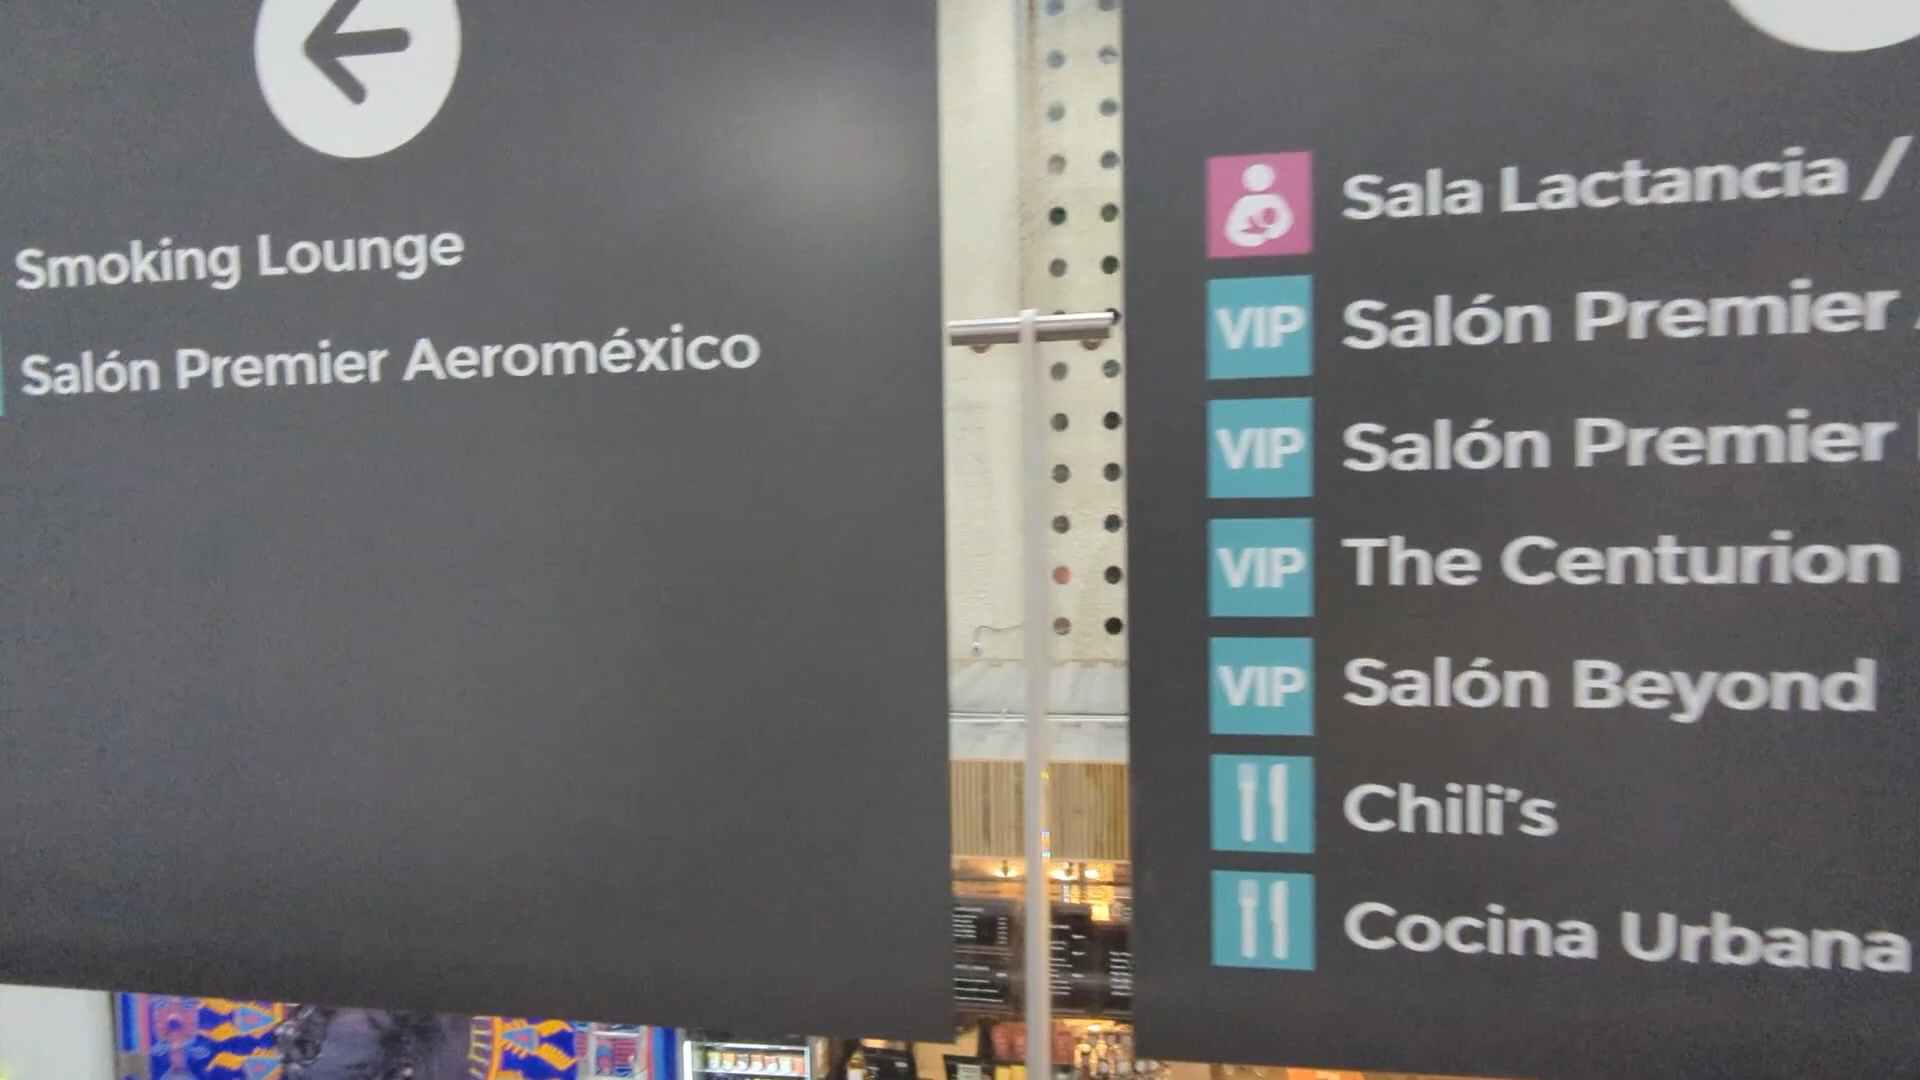 Smoking Lounge
Salón Premier Aeroméxico
Sala Lactancia /
VIP Salón Premier
VIP Salón Premier
VIP The Centurion
VIP Salón Beyond
Chili's
Cocina Urbana